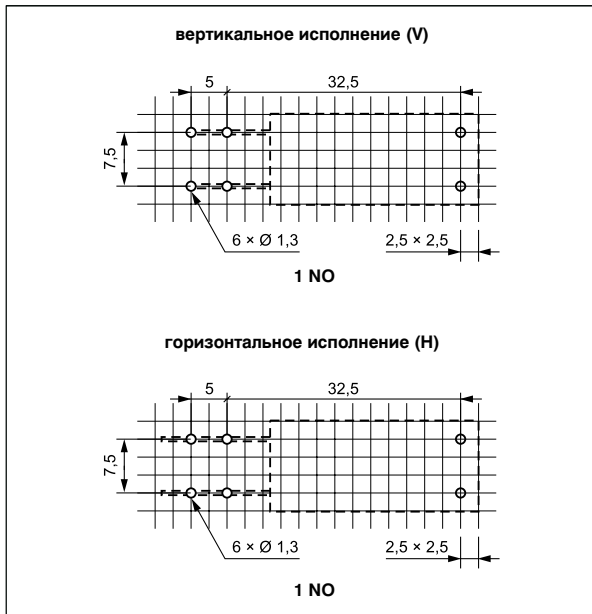 вертикальное исполнение (V)
5 32,5
7,5
6 × Ø 1,3 2,5 × 2,5
1 NO
горизонтальное исполнение (H)
5 32,5
7,5
6 × Ø 1,3 2,5 × 2,5
1 NO